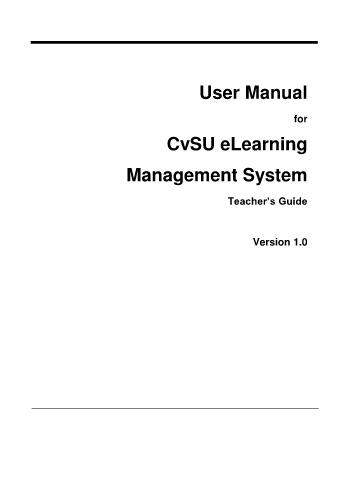 User Manual
for
CvSU eLearning
Management System
Teacher's Guide
Version 1.0